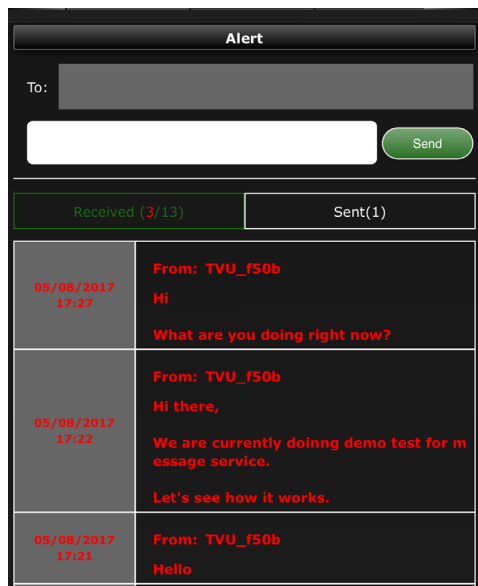 Alert
To:
Send
Received (3/13)
Sent(1)
05/08/2017
17:27
From: TVU_f50b
Hi
What are you doing right now?
05/08/2017
17:22
From: TVU_f50b
Hi there,
We are currently doinng demo test for m
essage service.
Let's see how it works.
05/08/2017
17:21
From: TVU_f50b
Hello